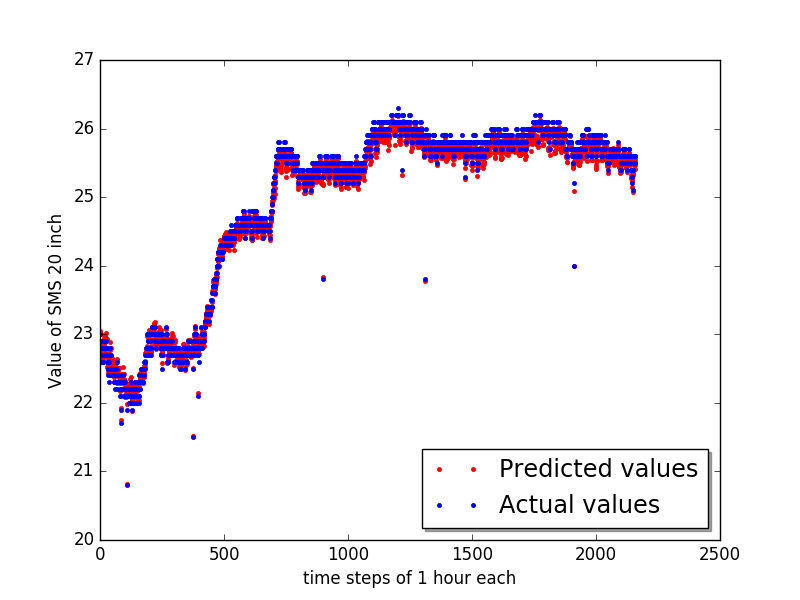 27
26
25
24
23
22
21
20
Value of SMS 20 inch
Predicted values
Actual values
0 500 1000 1500 2000 2500
time steps of 1 hour each